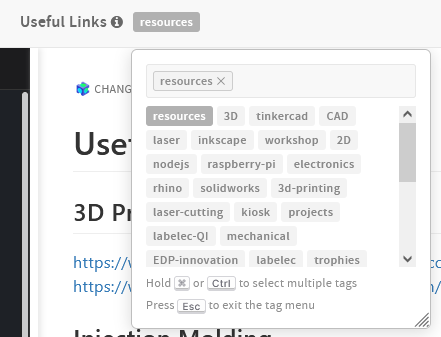 Useful Links resources
resources ×
CHANG
resources 3D tinkercad CAD
Use
laser inkscape workshop 2D
nodejs raspberry-pi electronics
rhino solidworks 3d-printing
3D Pr
laser-cutting kiosk projects
labelec-QI mechanical
https://w
EDP-innovation labelec trophies
https://w
Hold ⌘ or Ctrl to select multiple tags
Press Esc to exit the tag menu
Injection Molding